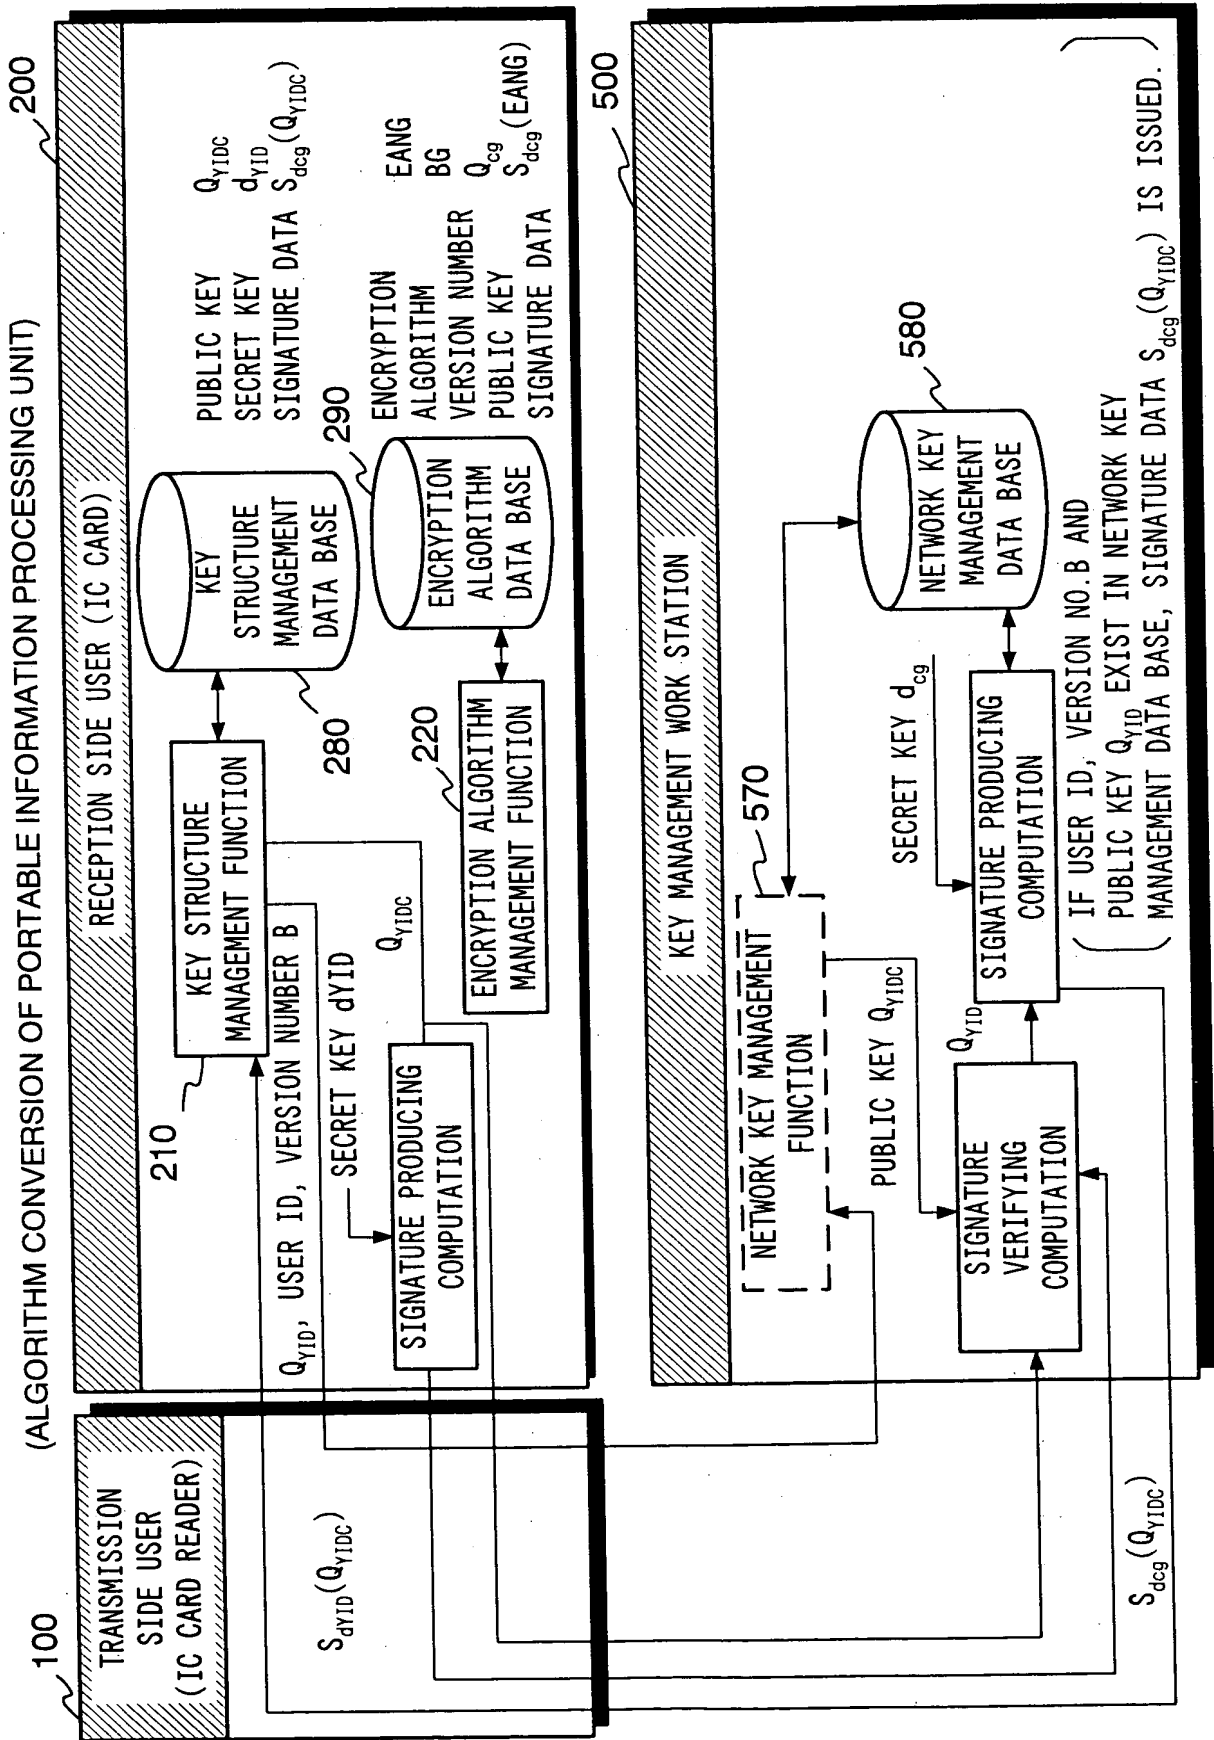 (ALGORITHM CONVERSION OF PORTABLE INFORMATION PROCESSING UNIT)
100
TRANSMISSION
SIDE USER
(IC CARD READER)
S_dYID(Q_YIDC)
200
RECEPTION SIDE USER (IC CARD)
210
KEY STRUCTURE
MANAGEMENT FUNCTION
KEY
STRUCTURE
MANAGEMENT
DATA BASE
280
PUBLIC KEY Q_YIDC
SECRET KEY d_YID
SIGNATURE DATA S_dcg(Q_YIDC)
Q_YID, USER ID, VERSION NUMBER B
SECRET KEY dYID
Q_YIDC
SIGNATURE PRODUCING
COMPUTATION
220
ENCRYPTION ALGORITHM
MANAGEMENT FUNCTION
290
ENCRYPTION
ALGORITHM
DATA BASE
ENCRYPTION
ALGORITHM EANG
VERSION NUMBER BG
PUBLIC KEY Q_cg
SIGNATURE DATA S_dcg(EANG)
500
KEY MANAGEMENT WORK STATION
570
NETWORK KEY MANAGEMENT
FUNCTION
580
NETWORK KEY
MANAGEMENT
DATA BASE
PUBLIC KEY Q_YIDC
SECRET KEY d_cg
SIGNATURE
VERIFYING
COMPUTATION
Q_YID
SIGNATURE PRODUCING
COMPUTATION
IF USER ID, VERSION NO.B AND
PUBLIC KEY Q_YID EXIST IN NETWORK KEY
MANAGEMENT DATA BASE, SIGNATURE DATA S_dcg(Q_YIDC) IS ISSUED.
S_dcg(Q_YIDC)